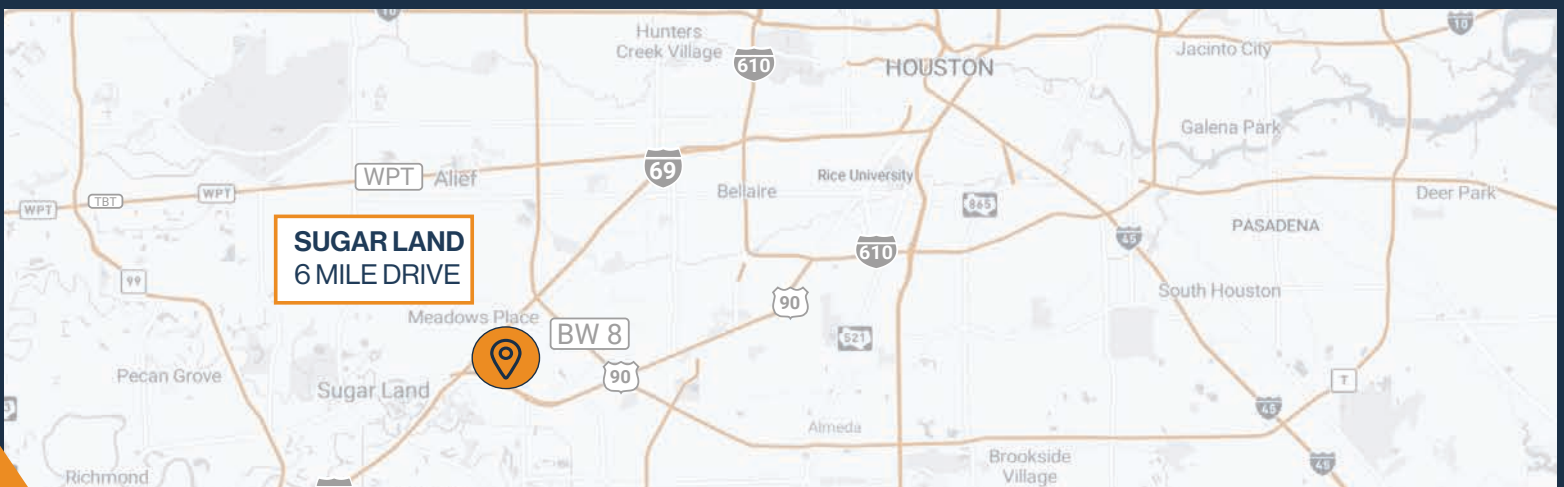 10
10
Hunters
Creek Village
610
HOUSTON
Jacinto City
Galena Park
WPT
Alief
69
Bellaire
Rice University
865
Deer Park
WPT
TBT
WPT
SUGAR LAND
6 MILE DRIVE
610
45
PASADENA
99
90
South Houston
Meadows Place
BW 8
521
Pecan Grove
Sugar Land
90
T
45
Almeda
Brookside
Village
45
Richmond